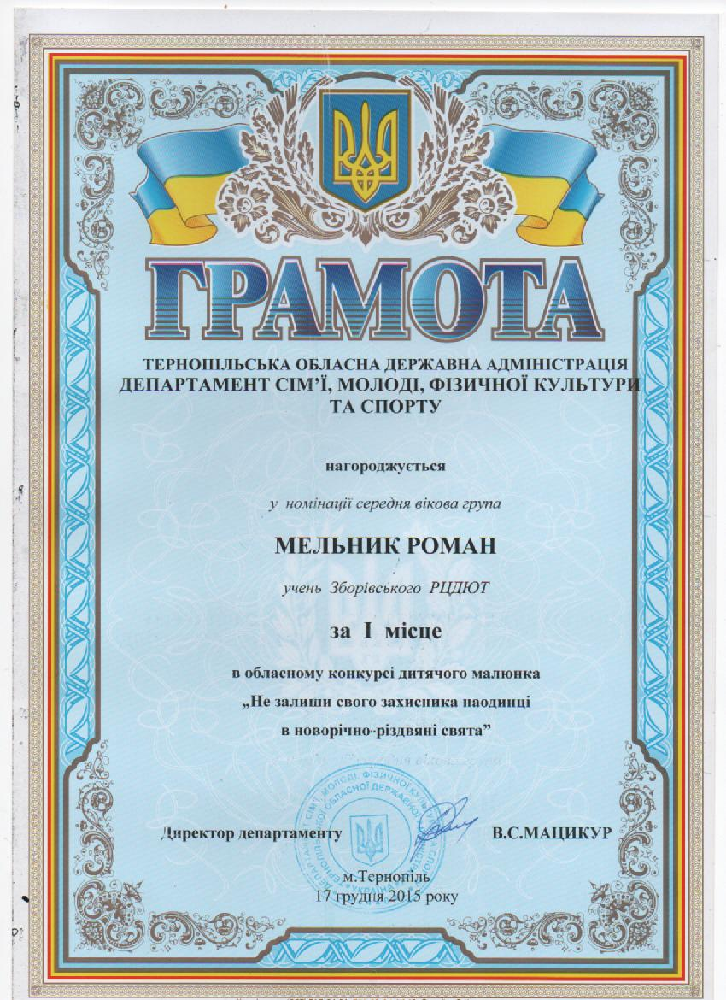 ГРАМОТА
ТЕРНОПІЛЬСЬКА ОБЛАСНА ДЕРЖАВНА АДМІНІСТРАЦІЯ
ДЕПАРТАМЕНТ СІМ’Ї, МОЛОДІ, ФІЗИЧНОЇ КУЛЬТУРИ
ТА СПОРТУ
нагороджується
у номінації середня вікова група
МЕЛЬНИК РОМАН
учень Зборівського РЦДЮТ
за І місце
в обласному конкурсі дитячого малюнка
„Не залиши свого захисника наодинці
в новорічно-різдвяні свята”
Директор департаменту В.С.МАЦИКУР
м.Тернопіль
17 грудня 2015 року